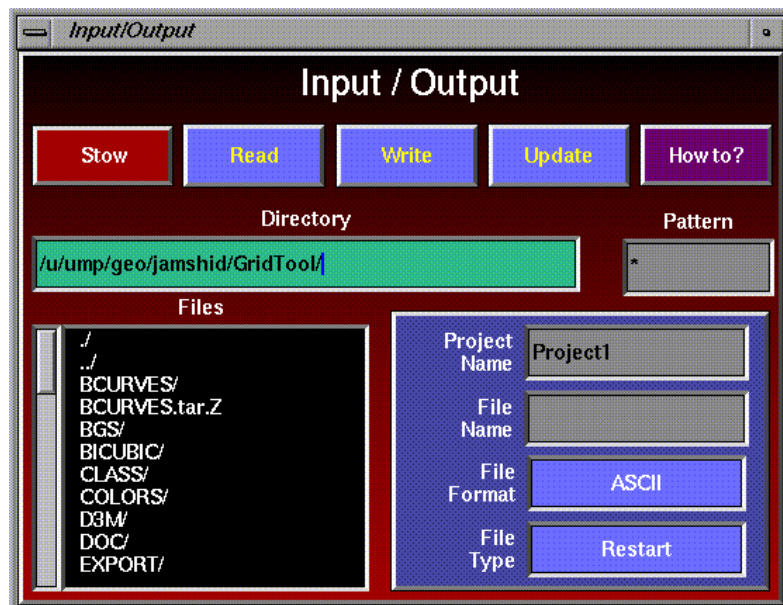 Input/Output
Input / Output
Stow
Read
Write
Update
How to?
Directory
Pattern
/u/ump/geo/jamshid/GridTool/
*
Files
./
../
BCURVES/
BCURVES.tar.Z
BGS/
BICUBIC/
CLASS/
COLORS/
D3M/
DOC/
EXPORT/
Project
Name
Project1
File
Name
File
Format
ASCII
File
Type
Restart